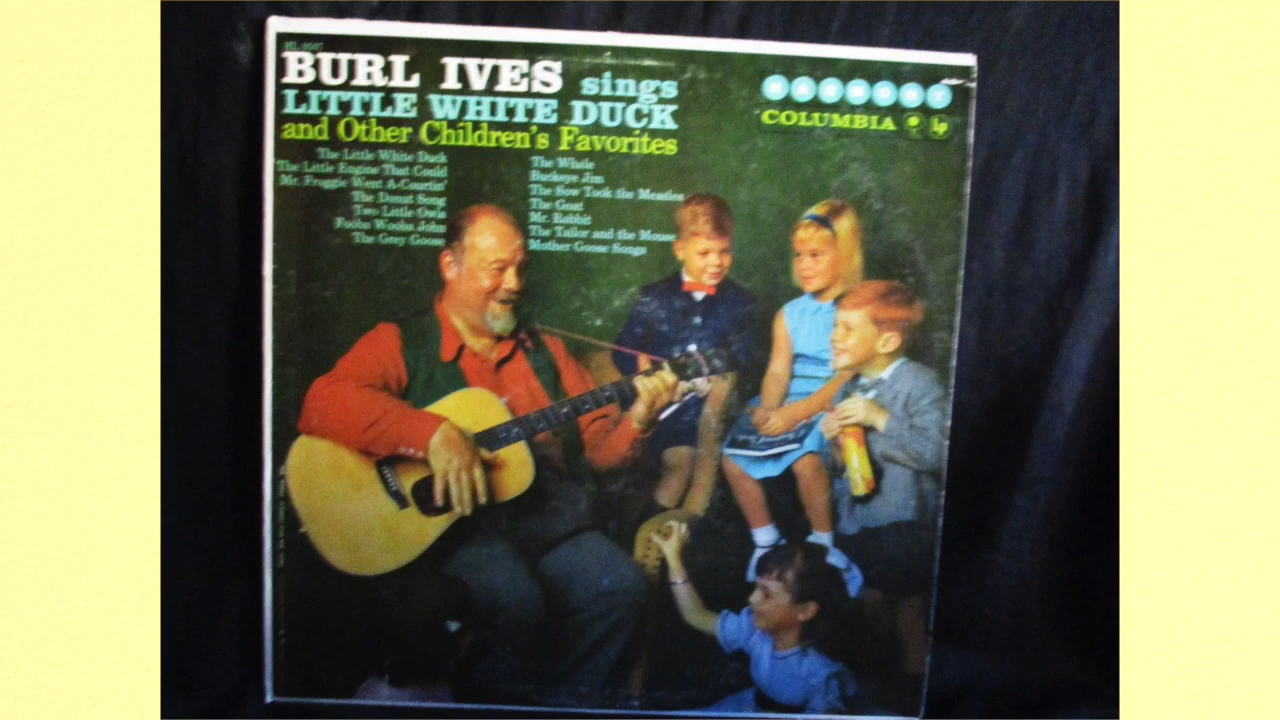 BURL IVES sings
LITTLE WHITE DUCK
and Other Children's Favorites
HARMONY
COLUMBIA Lp
The Little White Duck
The Little Engine That Could
Mr. Froggie Went A-Courtin'
The Donut Song
Two Little Owls
Fooba Wooba John
The Grey Goose
The Whale
Buckeye Jim
The Sow Took the Measles
The Goat
Mr. Rabbit
The Tailor and the Mouse
Mother Goose Songs